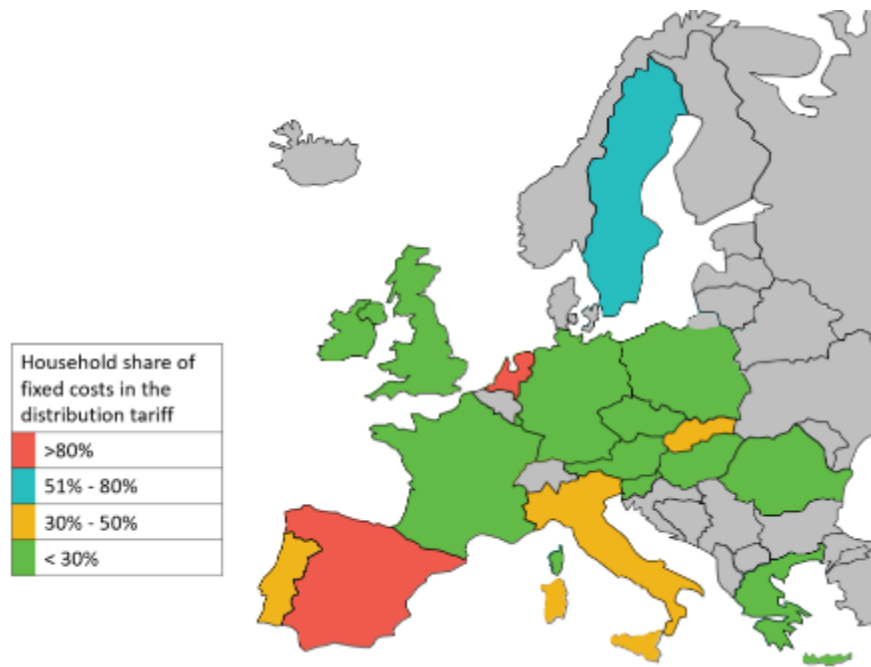 Household share of
fixed costs in the
distribution tariff
>80%
51% - 80%
30% - 50%
< 30%